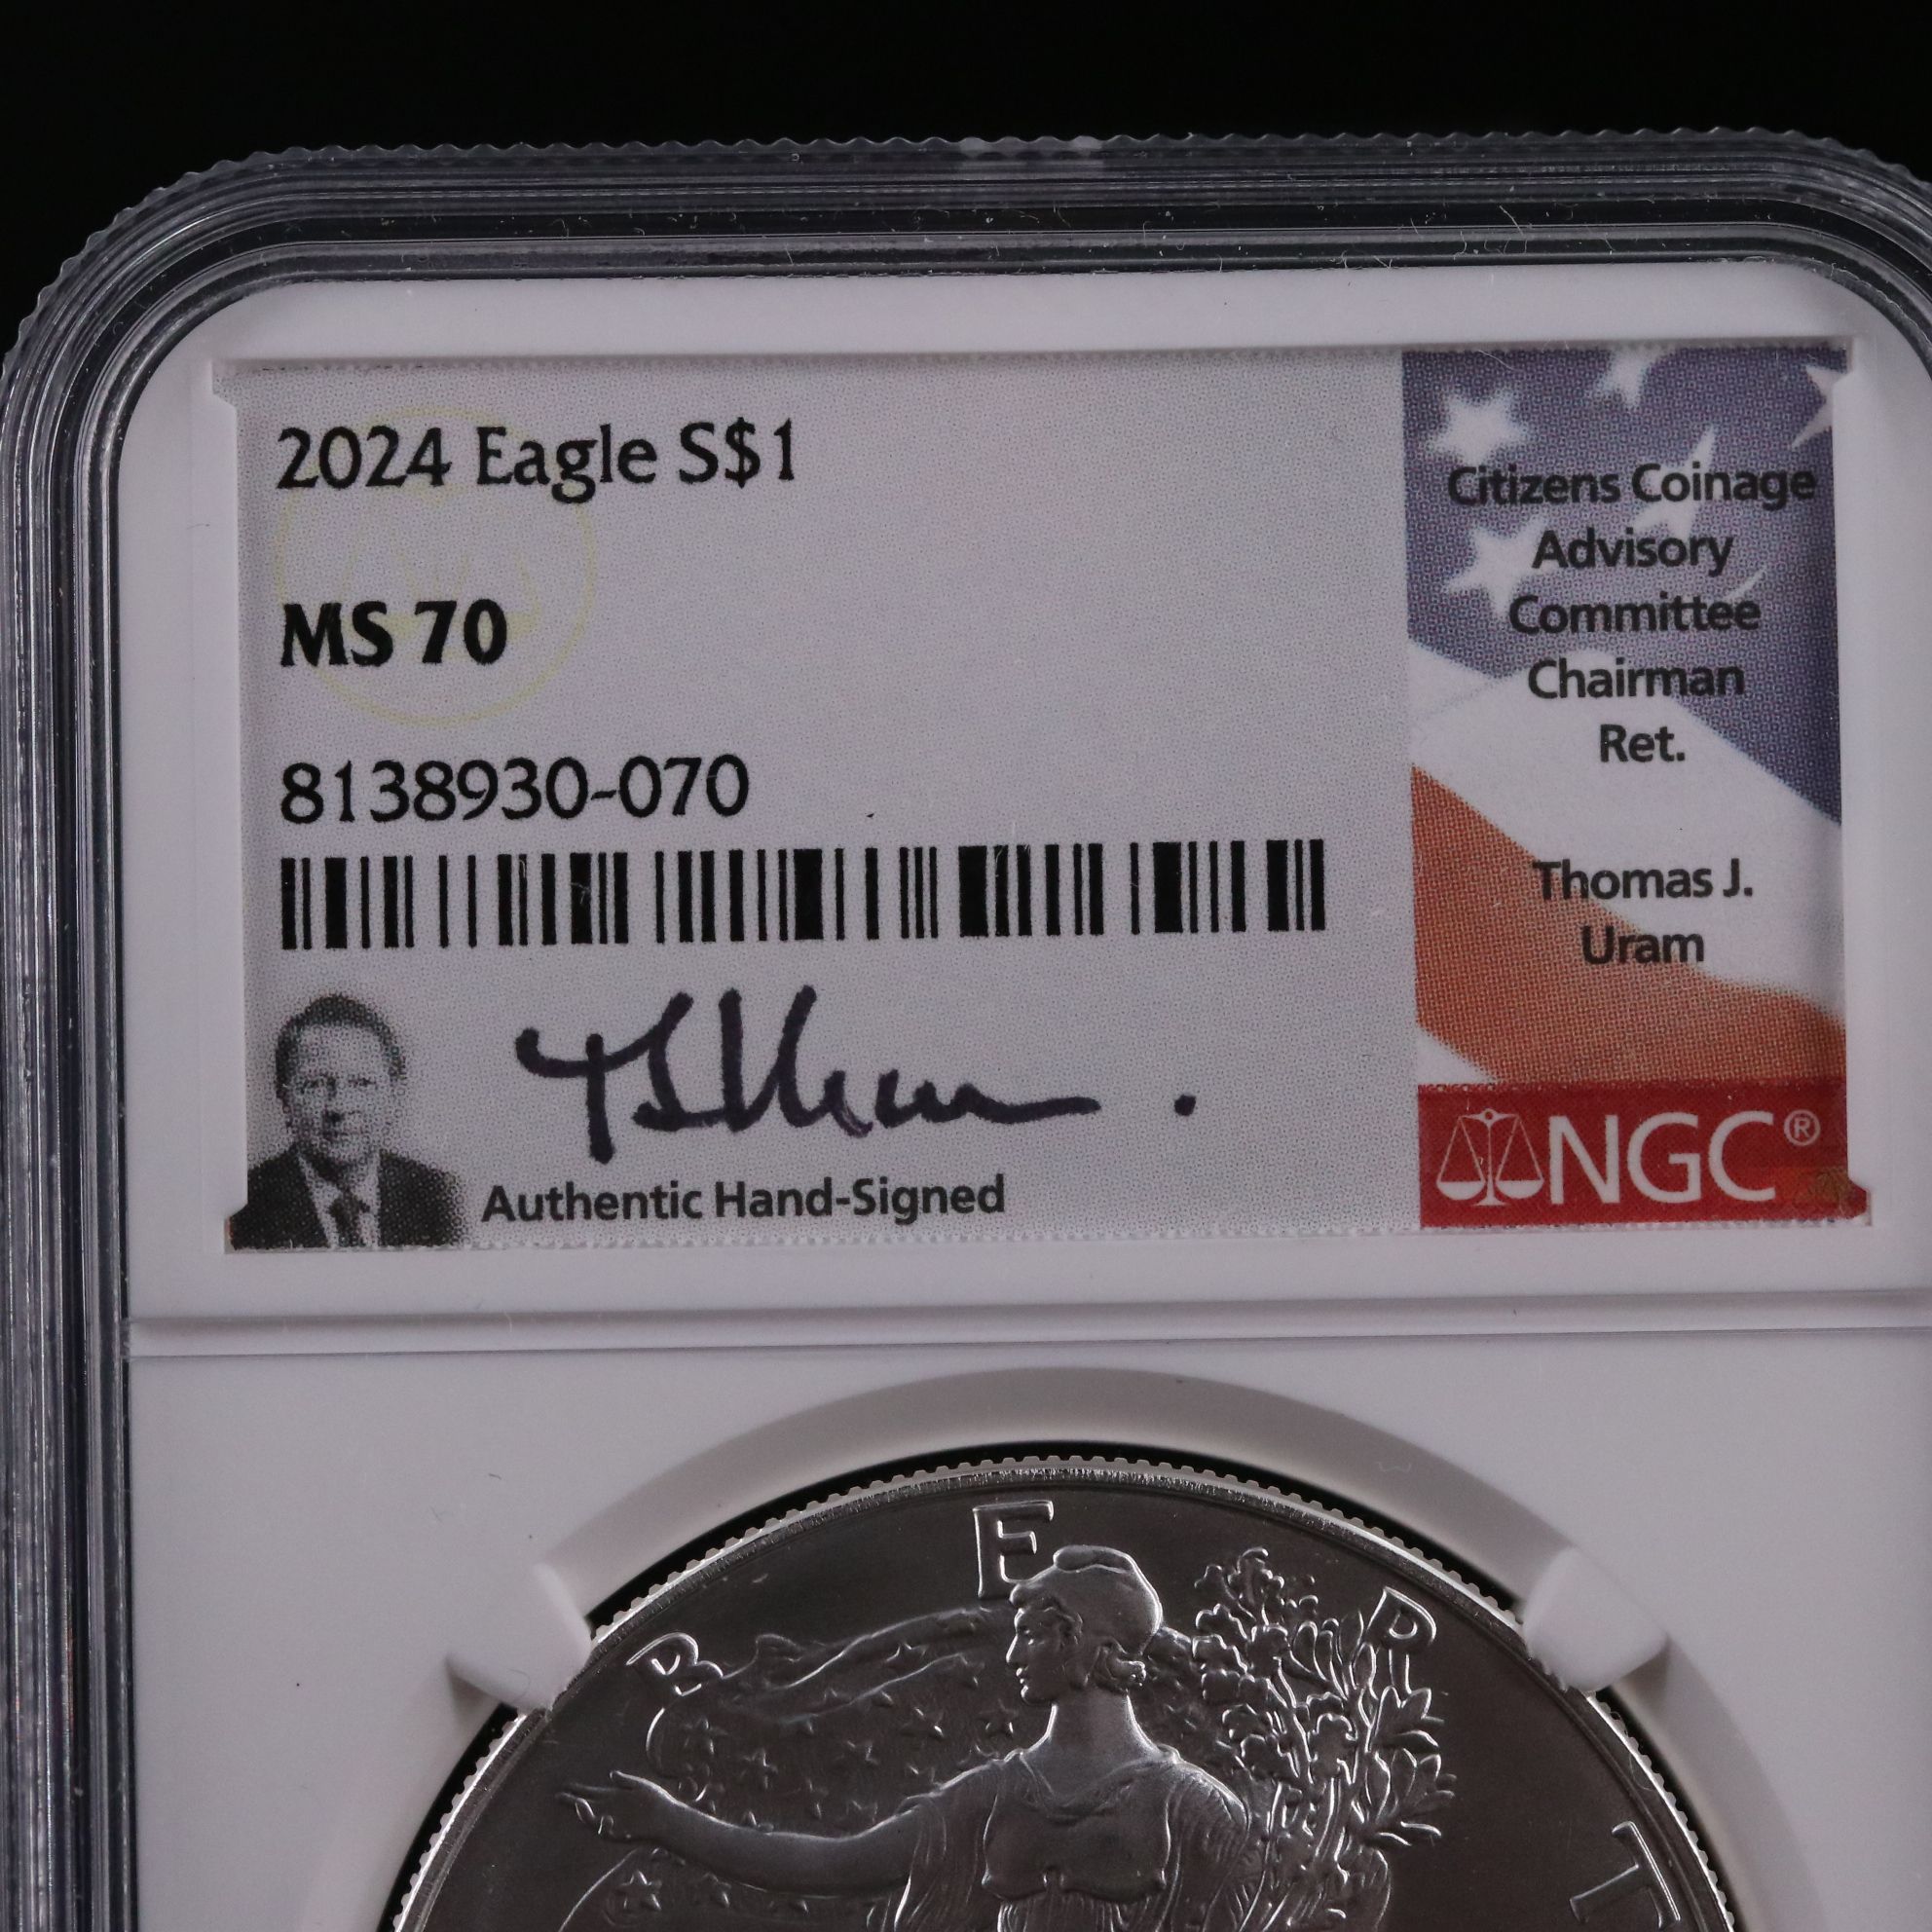 2024 Eagle S$1
MS 70
8138930-070
Authentic Hand-Signed
Citizens Coinage
Advisory
Committee
Chairman
Ret.
Thomas J.
Uram
NGC®
B E R T